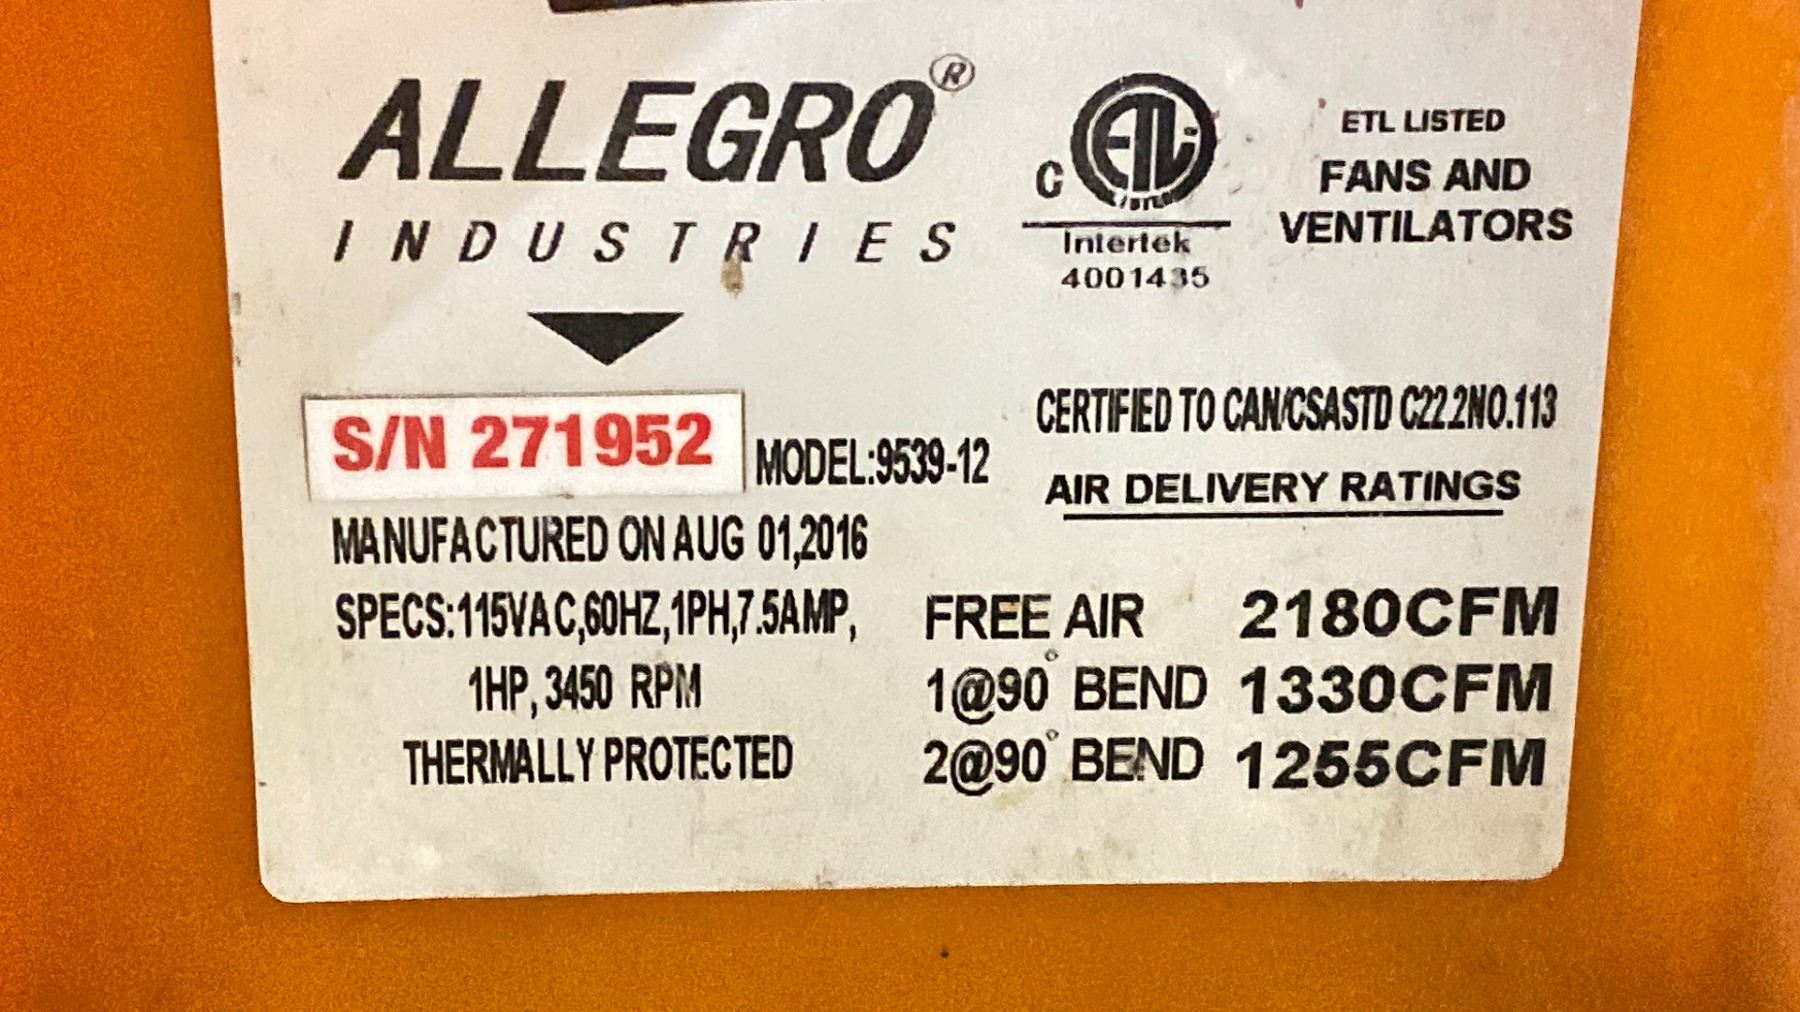 ALLEGRO®
INDUSTRIES
C ETL LISTED
Intertek
4001435
ETL LISTED
FANS AND
VENTILATORS
S/N 271952
MODEL:9539-12
MANUFACTURED ON AUG 01,2016
SPECS:115VAC,60HZ,1PH,7.5AMP,
1HP, 3450 RPM
THERMALLY PROTECTED
CERTIFIED TO CAN/CSASTD C22.2NO.113
AIR DELIVERY RATINGS
FREE AIR 2180CFM
1@90° BEND 1330CFM
2@90° BEND 1255CFM